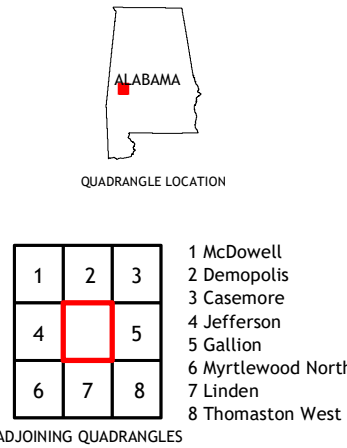 ALABAMA
QUADRANGLE LOCATION
1 2 3
4 5
6 7 8
1 McDowell
2 Demopolis
3 Casemore
4 Jefferson
5 Gallion
6 Myrtlewood North
7 Linden
8 Thomaston West
ADJOINING QUADRANGLES